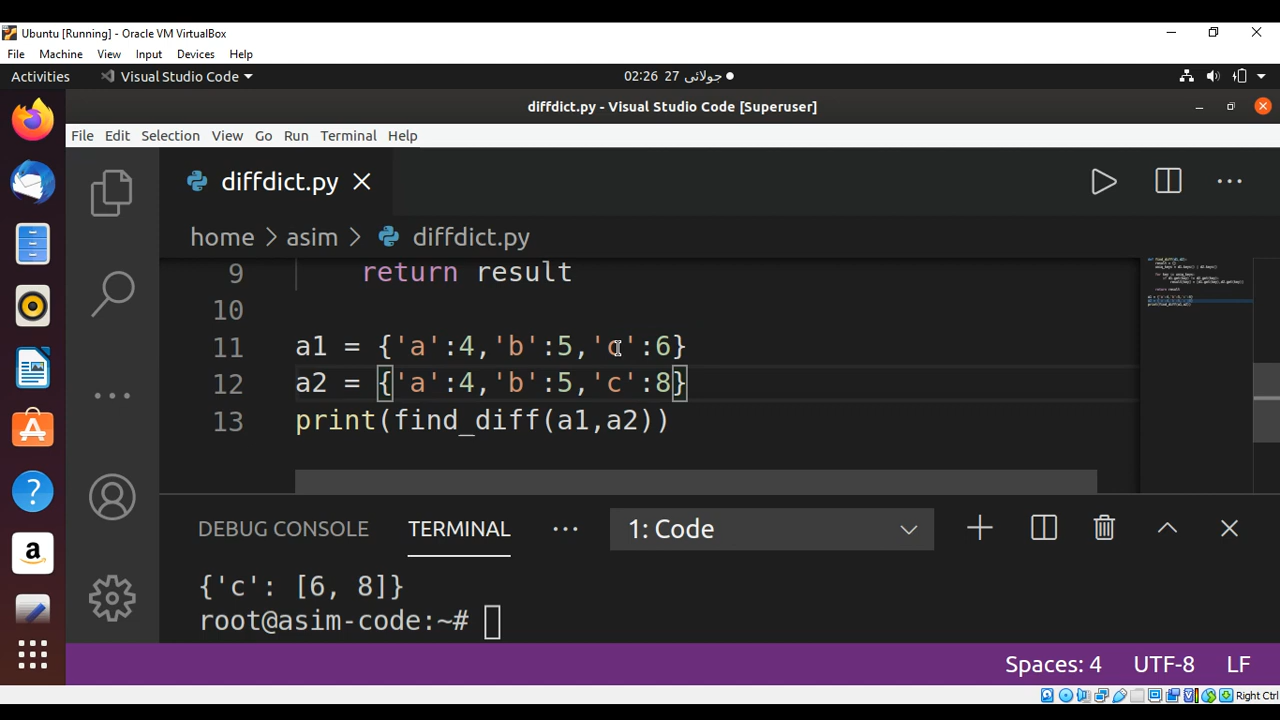 Ubuntu [Running] - Oracle VM VirtualBox
File Machine View Input Devices Help
Activities Visual Studio Code 02:26 27 جولائی
diffdict.py - Visual Studio Code [Superuser]
File Edit Selection View Go Run Terminal Help
diffdict.py
home > asim > diffdict.py
9 return result
10
11 a1 = {'a':4,'b':5,'c':6}
12 a2 = {'a':4,'b':5,'c':8}
13 print(find_diff(a1,a2))
DEBUG CONSOLE TERMINAL ... 1: Code
{'c': [6, 8]}
root@asim-code:~#
Spaces: 4 UTF-8 LF
Right Ctrl